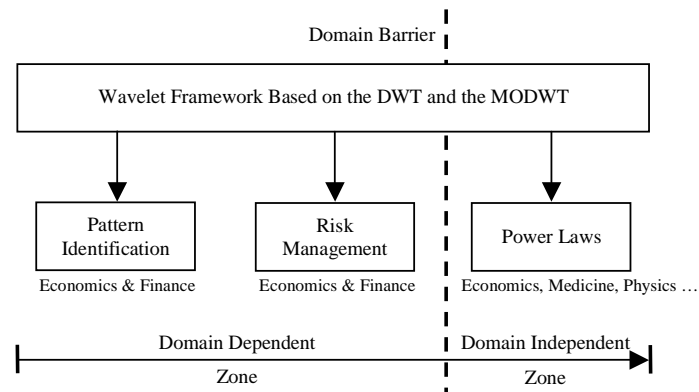 Domain Barrier
Wavelet Framework Based on the DWT and the MODWT
Pattern
Identification
Risk
Management
Power Laws
Economics & Finance
Economics & Finance
Economics, Medicine, Physics …
Domain Dependent
Zone
Domain Independent
Zone